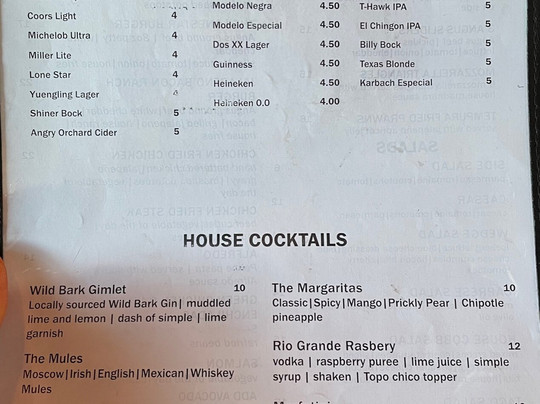 Modelo Negra 4.50
T-Hawk IPA 5
Coors Light 4
Modelo Especial 4.50
El Chingon IPA 5
Michelob Ultra 4
Dos XX Lager 4.50
Billy Bock 5
Miller Lite 4
Guinness 4.50
Texas Blonde 5
Lone Star 4
Heineken 4.50
Karbach Especial 5
Yuengling Lager
Heineken 0.0 4.00
Shiner Bock 5
Angry Orchard Cider 5
HOUSE COCKTAILS
Wild Bark Gimlet 10
Locally sourced Wild Bark Gin| muddled
lime and lemon | dash of simple | lime
garnish
The Mules
Moscow|Irish|English|Mexican|Whiskey
Mules
The Margaritas 10
Classic|Spicy|Mango|Prickly Pear | Chipotle
pineapple
Rio Grande Rasbery 12
vodka | raspberry puree | lime juice | simple
syrup | shaken | Topo chico topper